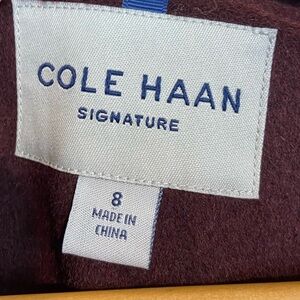 COLE HAAN
SIGNATURE
8
MADE IN
CHINA